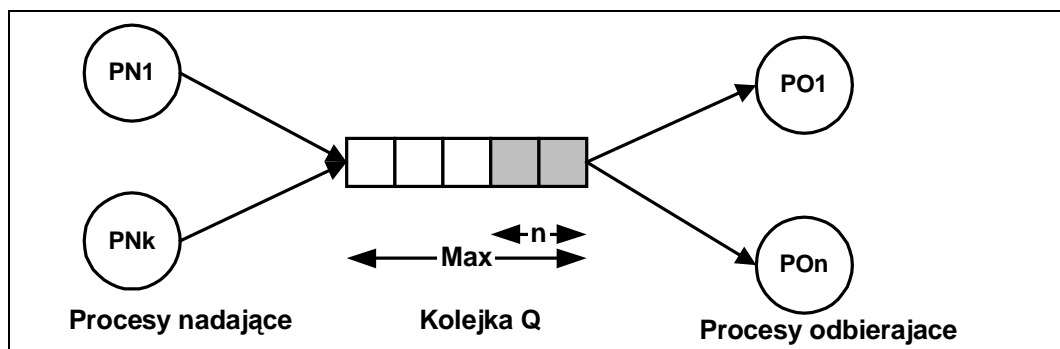 PN1
PO1
PNk
n
Max
POn
Procesy nadające
Kolejka Q
Procesy odbierajace